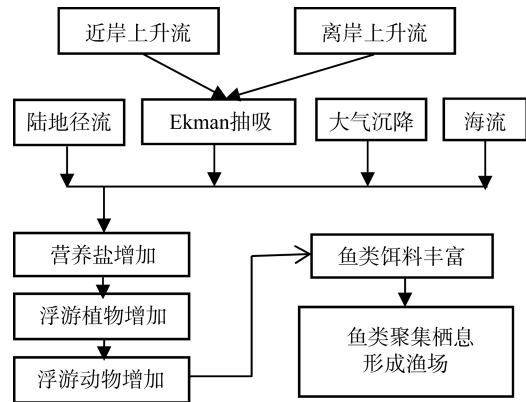 近岸上升流
离岸上升流
陆地径流
Ekman抽吸
大气沉降
海流
营养盐增加
鱼类饵料丰富
浮游植物增加
鱼类聚集栖息
形成渔场
浮游动物增加